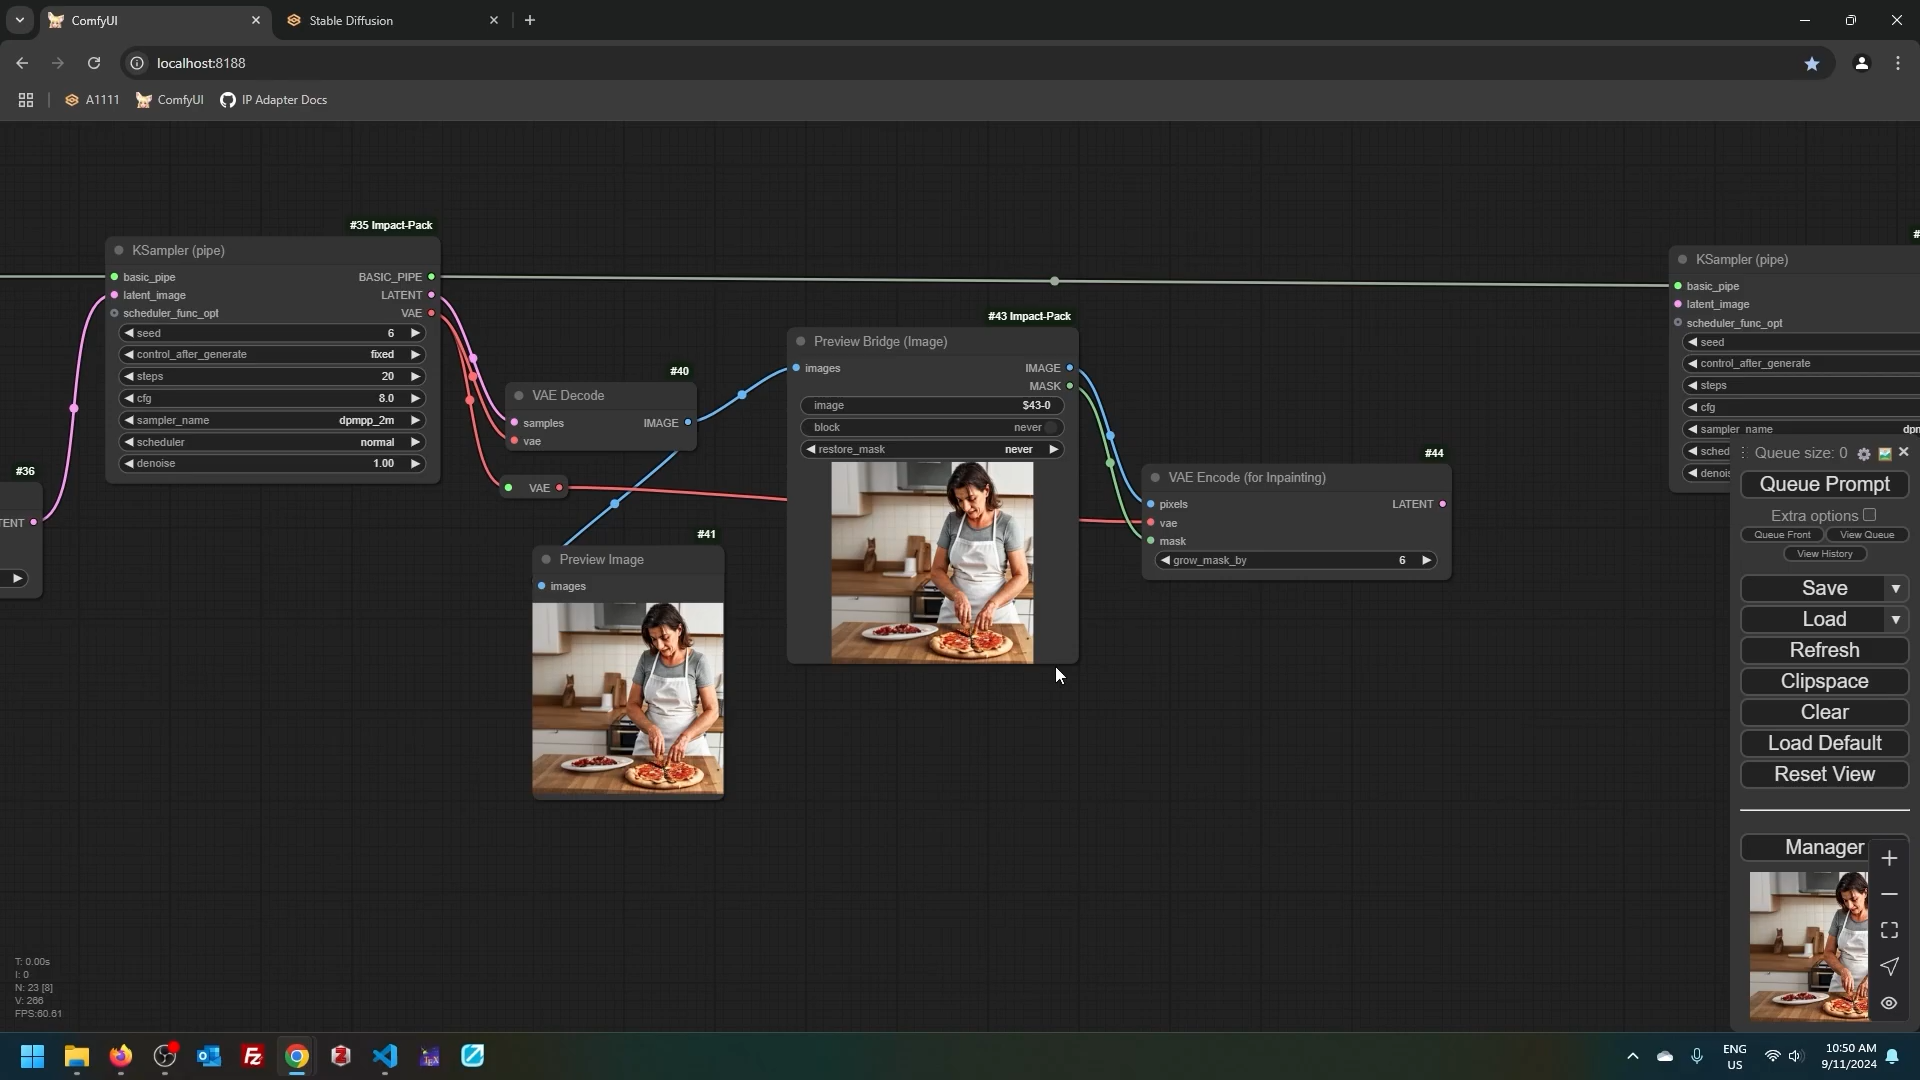 ComfyUI
Stable Diffusion
localhost:8188
A1111
ComfyUI
IP Adapter Docs
#35 Impact-Pack
KSampler (pipe)
basic_pipe
BASIC_PIPE
latent_image
LATENT
scheduler_func_opt
VAE
seed
6
control_after_generate
fixed
steps
20
cfg
8.0
sampler_name
dpmpp_2m
scheduler
normal
denoise
1.00
#36
#40
VAE Decode
samples
IMAGE
vae
VAE
#41
Preview Image
images
#43 Impact-Pack
Preview Bridge (Image)
images
IMAGE
MASK
image
$43-0
block
never
restore_mask
never
#44
VAE Encode (for Inpainting)
pixels
LATENT
vae
mask
grow_mask_by
6
KSampler (pipe)
basic_pipe
latent_image
scheduler_func_opt
seed
control_after_generate
steps
cfg
sampler_name
Queue size: 0
Queue Prompt
Extra options
Queue Front
View Queue
View History
Save
Load
Refresh
Clipspace
Clear
Load Default
Reset View
Manager
T: 0.00s
I: 0
N: 23 [8]
V: 266
FPS:60.61
ENG
US
10:50 AM
9/11/2024